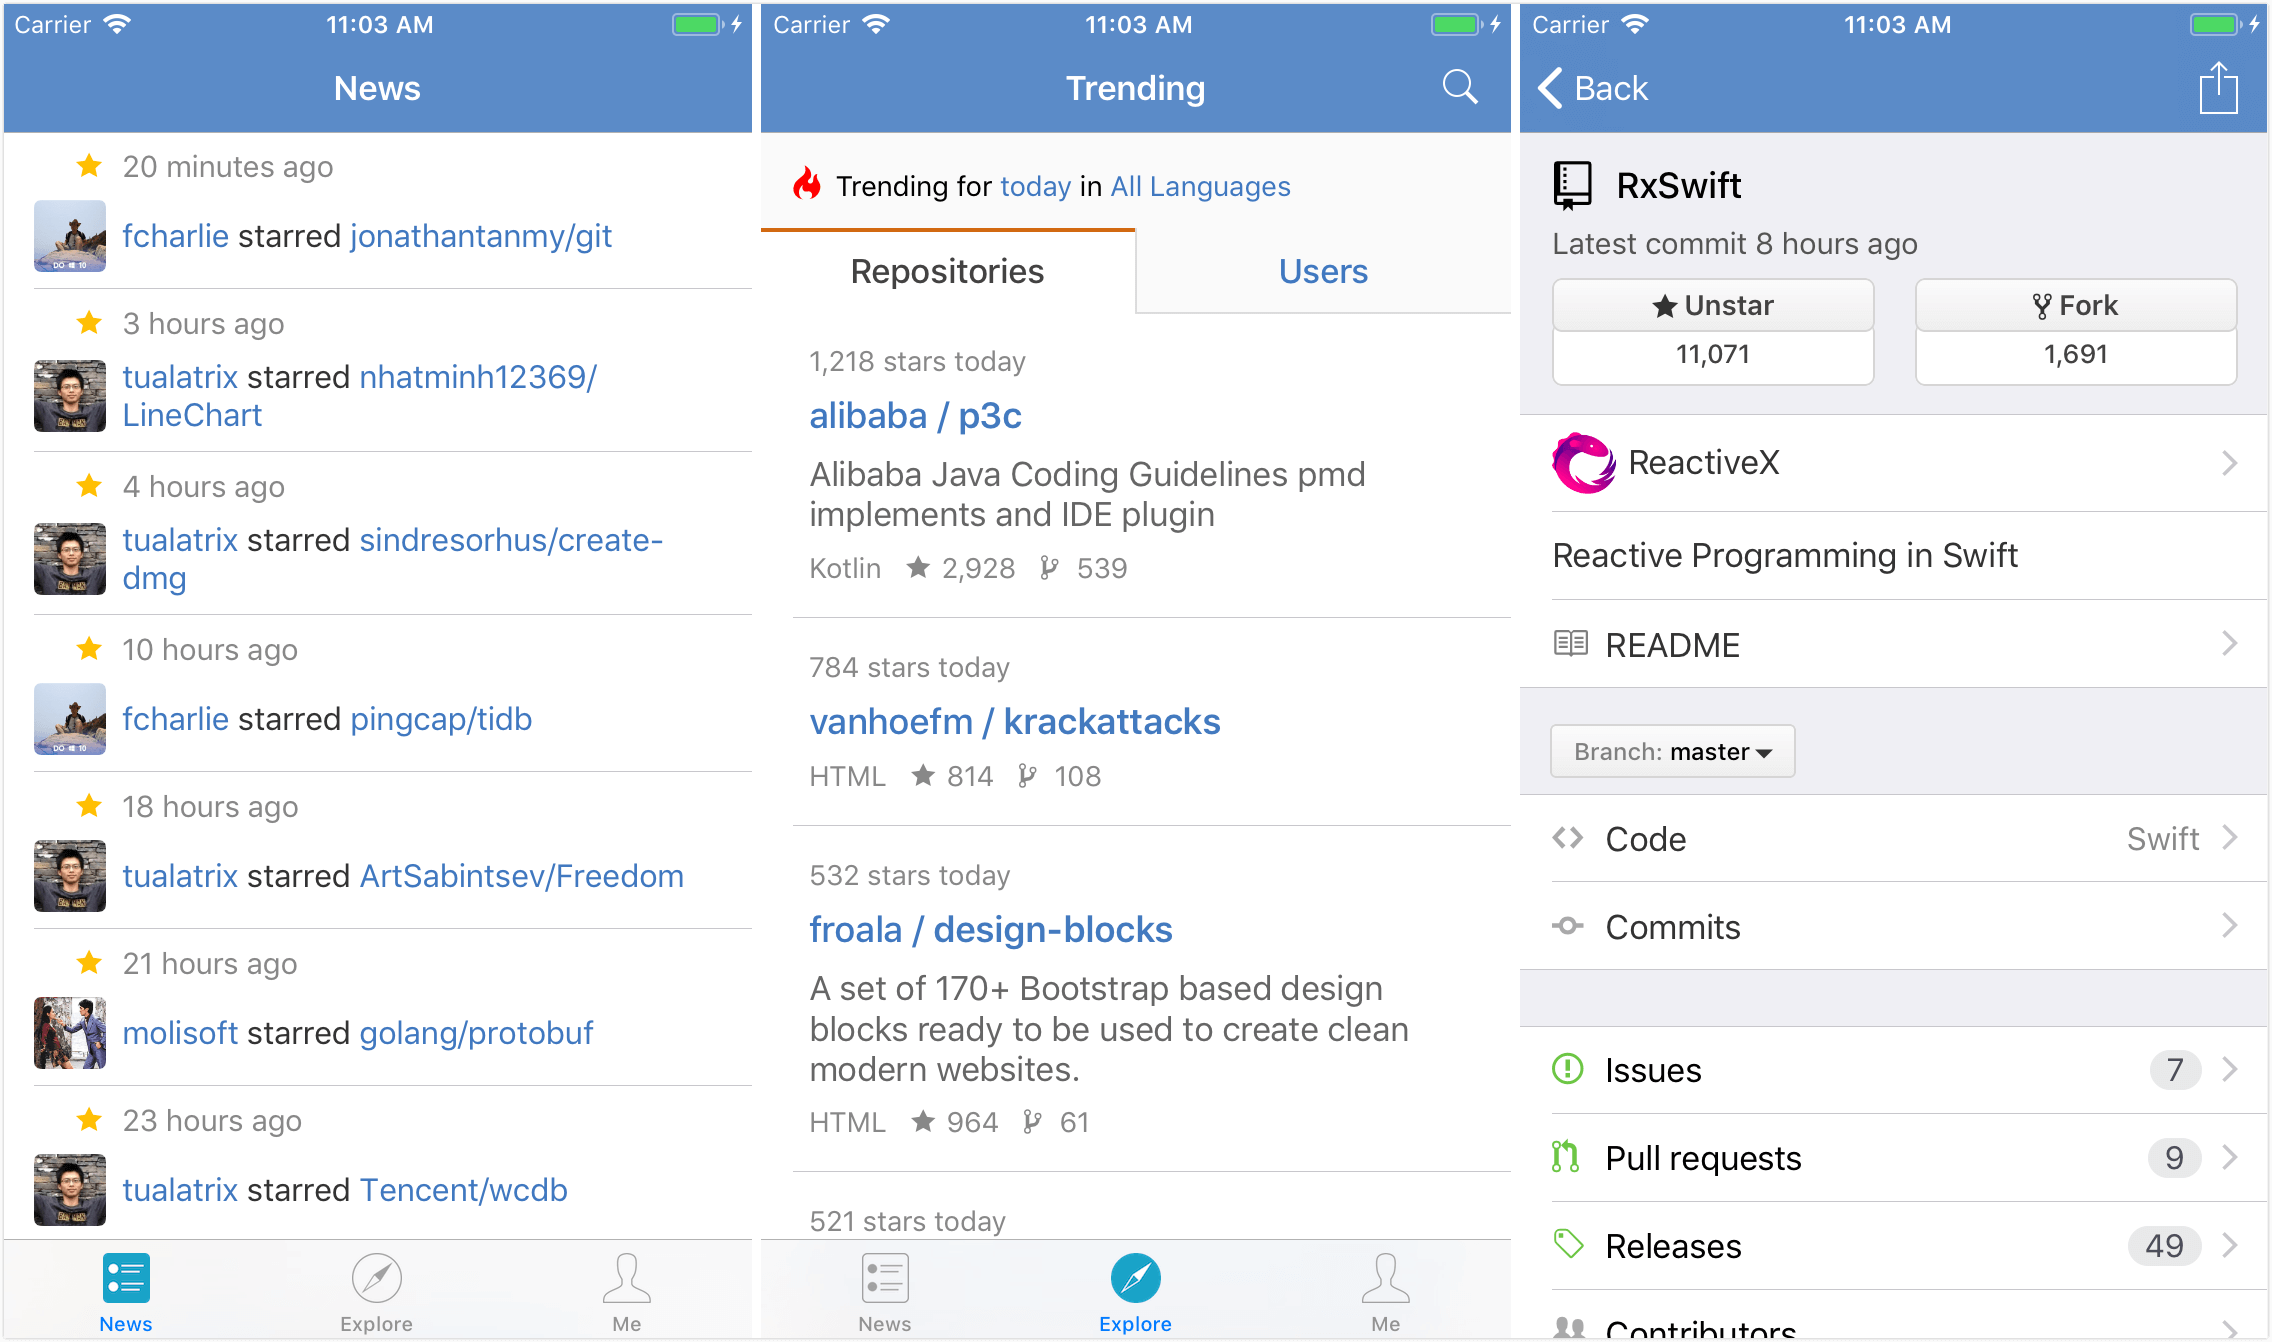 Carrier 11:03 AM
News
20 minutes ago
fcharlie starred jonathantanmy/git
3 hours ago
tualatrix starred nhatminh12369/
LineChart
4 hours ago
tualatrix starred sindresorhus/create-
dmg
10 hours ago
fcharlie starred pingcap/tidb
18 hours ago
tualatrix starred ArtSabintsev/Freedom
21 hours ago
molisoft starred golang/protobuf
23 hours ago
tualatrix starred Tencent/wcdb
News Explore Me
Carrier 11:03 AM
Trending
Trending for today in All Languages
Repositories Users
1,218 stars today
alibaba / p3c
Alibaba Java Coding Guidelines pmd
implements and IDE plugin
Kotlin 2,928 539
784 stars today
vanhoefm / krackattacks
HTML 814 108
532 stars today
froala / design-blocks
A set of 170+ Bootstrap based design
blocks ready to be used to create clean
modern websites.
HTML 964 61
521 stars today
News Explore Me
Carrier 11:03 AM
Back
RxSwift
Latest commit 8 hours ago
Unstar Fork
11,071 1,691
ReactiveX
Reactive Programming in Swift
README
Branch: master
Code Swift
Commits
Issues 7
Pull requests 9
Releases 49
Contributors